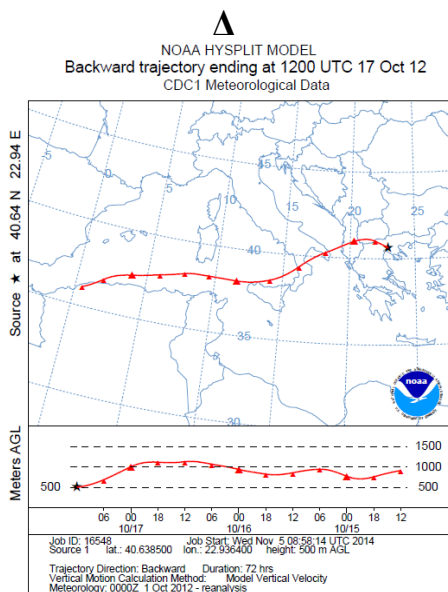 Δ
NOAA HYSPLIT MODEL
Backward trajectory ending at 1200 UTC 17 Oct 12
CDC1 Meteorological Data
Source ★ at 40.64 N 22.94 E
-5
-5
0
5
10
15
20
25
45
40
35
30
noaa
Meters AGL
1500
1000
500
500
06 00 18 12 06 00 18 12 06 00 18 12
10/17 10/16 10/15
Job ID: 16548 Job Start: Wed Nov 5 08:58:14 UTC 2014
Source 1 lat.: 40.638500 lon.: 22.936400 height: 500 m AGL
Trajectory Direction: Backward Duration: 72 hrs
Vertical Motion Calculation Method: Model Vertical Velocity
Meteorology: 0000Z 1 Oct 2012 - reanalysis